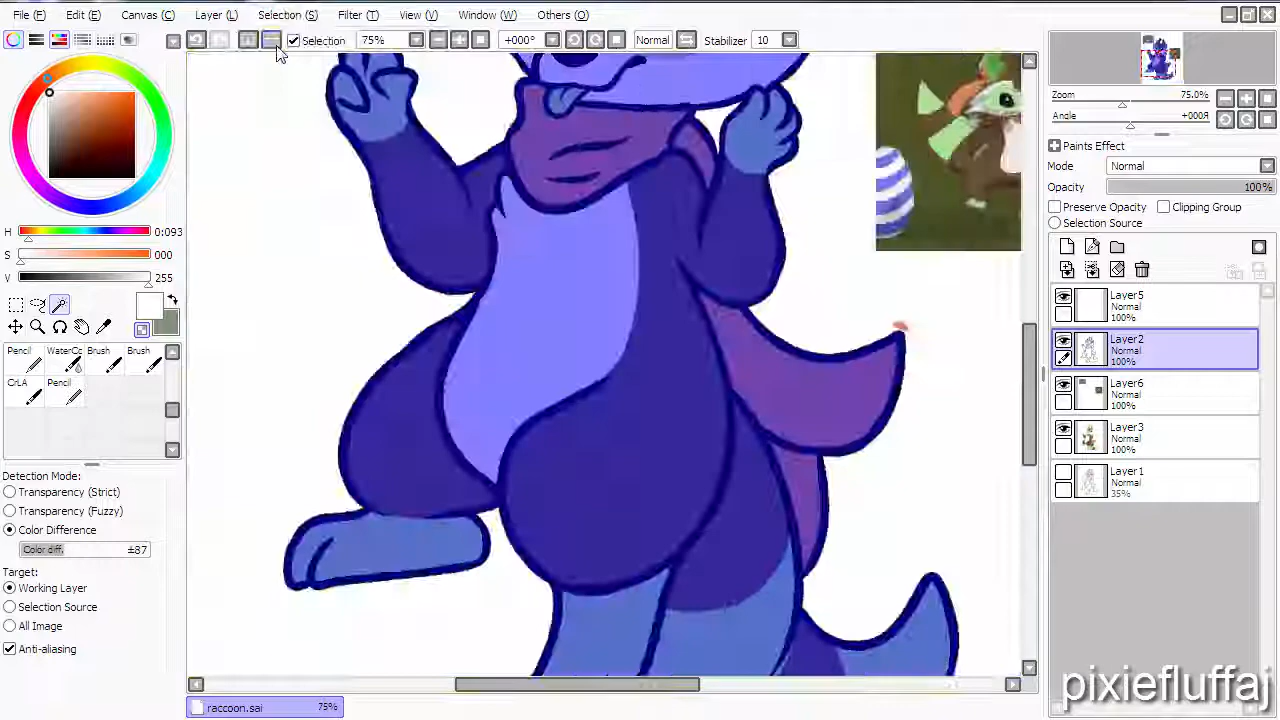 File (F) Edit (E) Canvas (C) Layer (L) Selection (S) Filter (T) View (V) Window (W) Others (O)
Selection 75% +000° Normal Stabilizer 10
Zoom 75.0%
Angle +000Я
Paints Effect
Mode Normal
Opacity 100%
Preserve Opacity Clipping Group
Selection Source
H 0:093
S 000
V 255
Pencil WaterCc Brush Brush
GrLA Pencil
Detection Mode:
Transparency (Strict)
Transparency (Fuzzy)
Color Difference
Color diff. ±87
Target:
Working Layer
Selection Source
All Image
Anti-aliasing
Layer5
Normal
100%
Layer2
Normal
100%
Layer6
Normal
100%
Layer3
Normal
100%
Layer1
Normal
35%
raccoon.sai 75%
pixiefluffaj